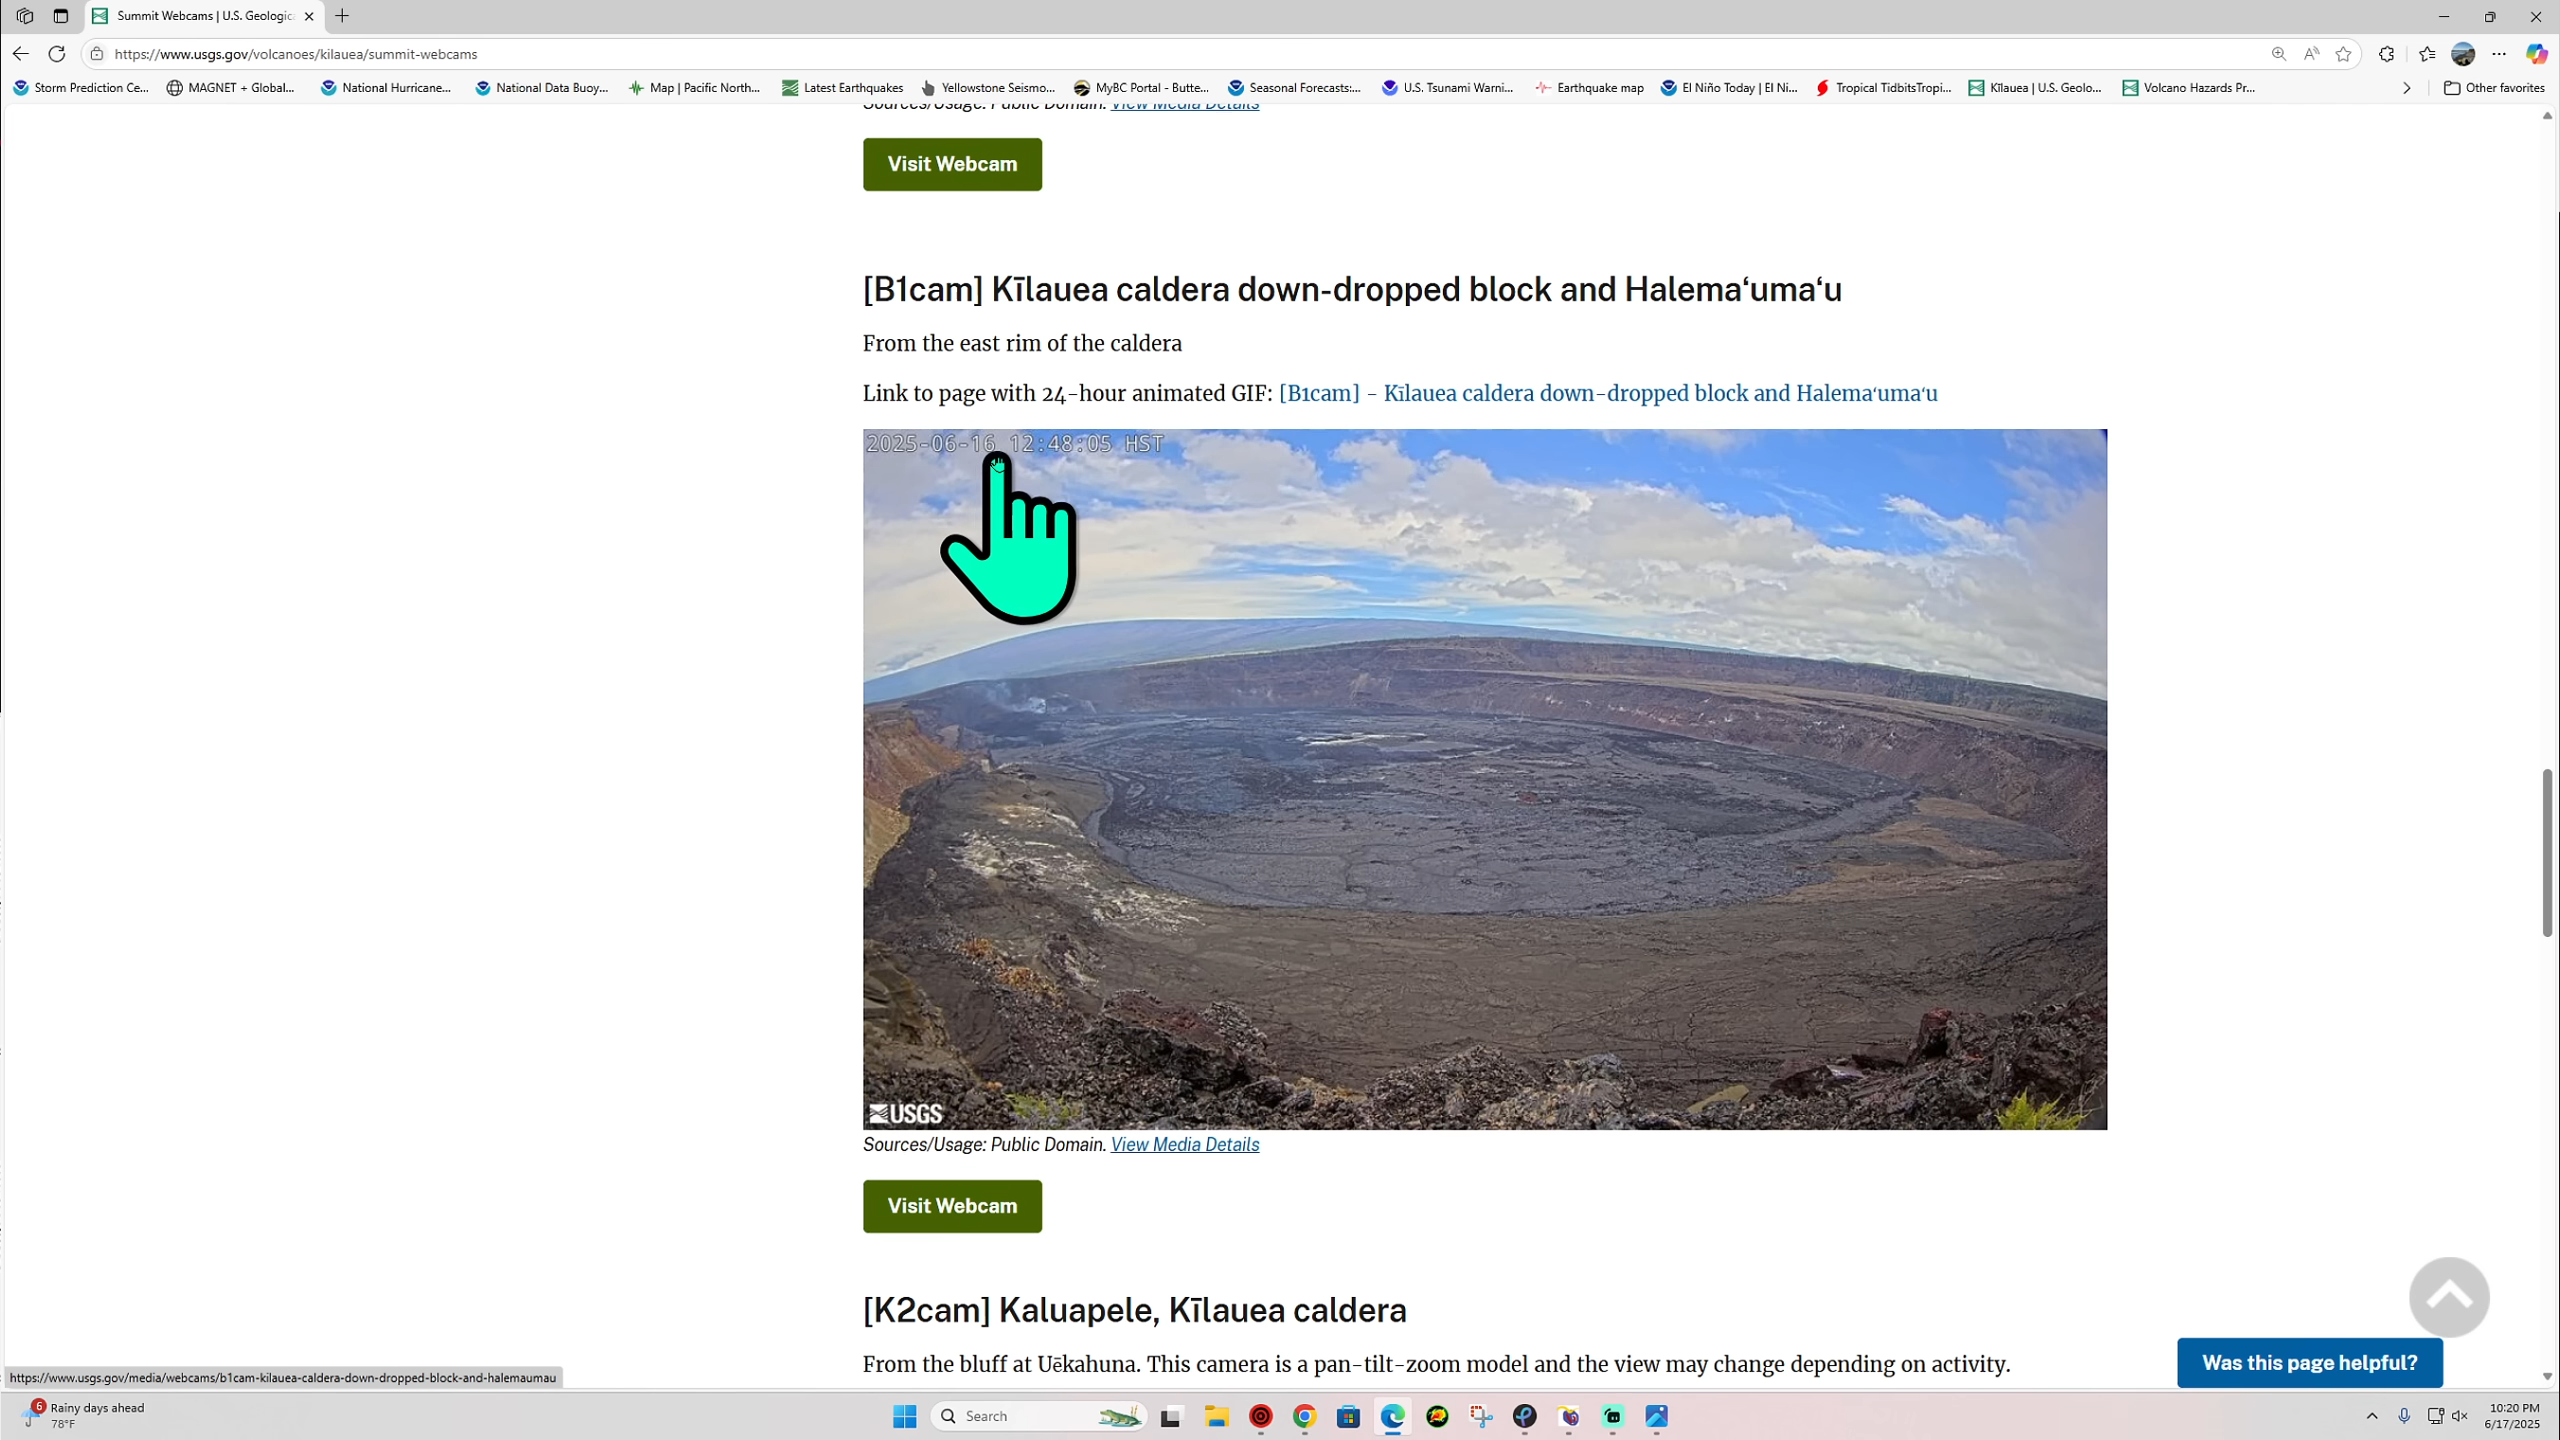 Summit Webcams | U.S. Geologic
https://www.usgs.gov/volcanoes/kilauea/summit-webcams
Storm Prediction Ce... MAGNET + Global... National Hurricane... National Data Buoy... Map | Pacific North... Latest Earthquakes Yellowstone Seismo... MyBC Portal - Butte... Seasonal Forecasts:... U.S. Tsunami Warni... Earthquake map El Niño Today | El Ni... Tropical TidbitsTropi... Kīlauea | U.S. Geolo... Volcano Hazards Pr... Other favorites
Sources/Usage: Public Domain. View Media Details
Visit Webcam
[B1cam] Kīlauea caldera down-dropped block and Halemaʻumaʻu
From the east rim of the caldera
Link to page with 24-hour animated GIF: [B1cam] - Kīlauea caldera down-dropped block and Halemaʻumaʻu
2025-06-16 12:48:05 HST
USGS
Sources/Usage: Public Domain. View Media Details
Visit Webcam
[K2cam] Kaluapele, Kīlauea caldera
From the bluff at Uēkahuna. This camera is a pan-tilt-zoom model and the view may change depending on activity.
Was this page helpful?
https://www.usgs.gov/media/webcams/b1cam-kilauea-caldera-down-dropped-block-and-halemaumau
6
Rainy days ahead
78°F
Search
10:20 PM
6/17/2025